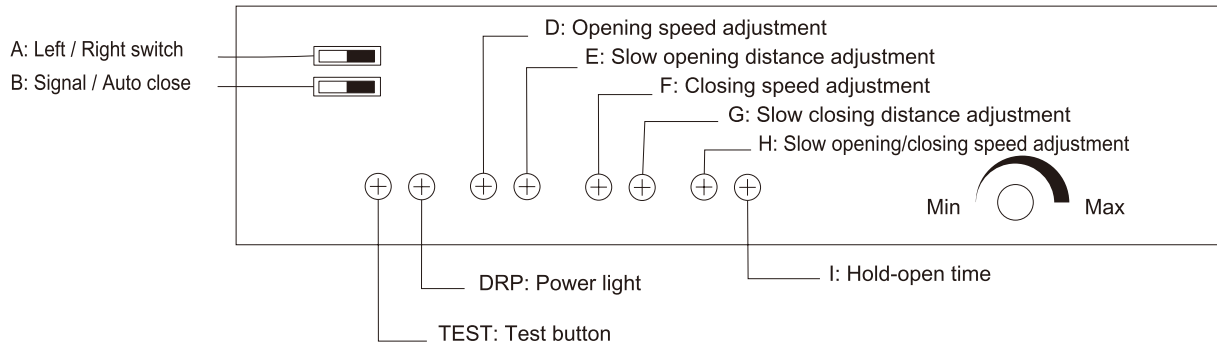 D: Opening speed adjustment
A: Left / Right switch
E: Slow opening distance adjustment
B: Signal / Auto close
F: Closing speed adjustment
G: Slow closing distance adjustment
H: Slow opening/closing speed adjustment
Min
Max
I: Hold-open time
DRP: Power light
TEST: Test button